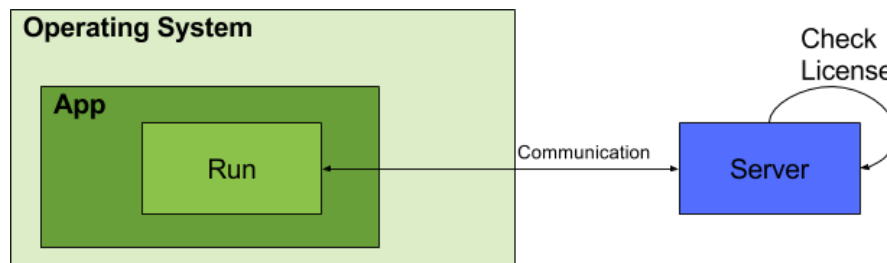 Operating System
Check
License
App
Communication
Run
Server